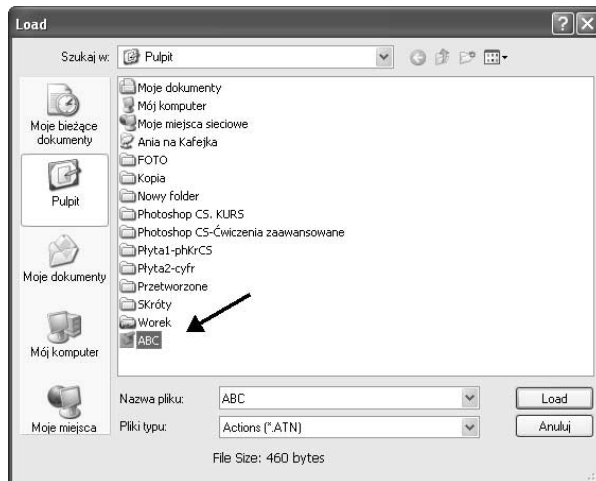 Load
Szukaj w: Pulpit
Moje bieżące
dokumenty
Pulpit
Moje dokumenty
Mój komputer
Moje miejsca
Moje dokumenty
Mój komputer
Moje miejsca sieciowe
Ania na Kafejka
FOTO
Kopia
Nowy folder
Photoshop CS. KURS
Photoshop CS-Ćwiczenia zaawansowane
Płyta1-phKrCS
Płyta2-cyfr
Przetworzone
SKróty
Worek
ABC
Nazwa pliku: ABC Load
Pliki typu: Actions (*.ATN) Anuluj
File Size: 460 bytes